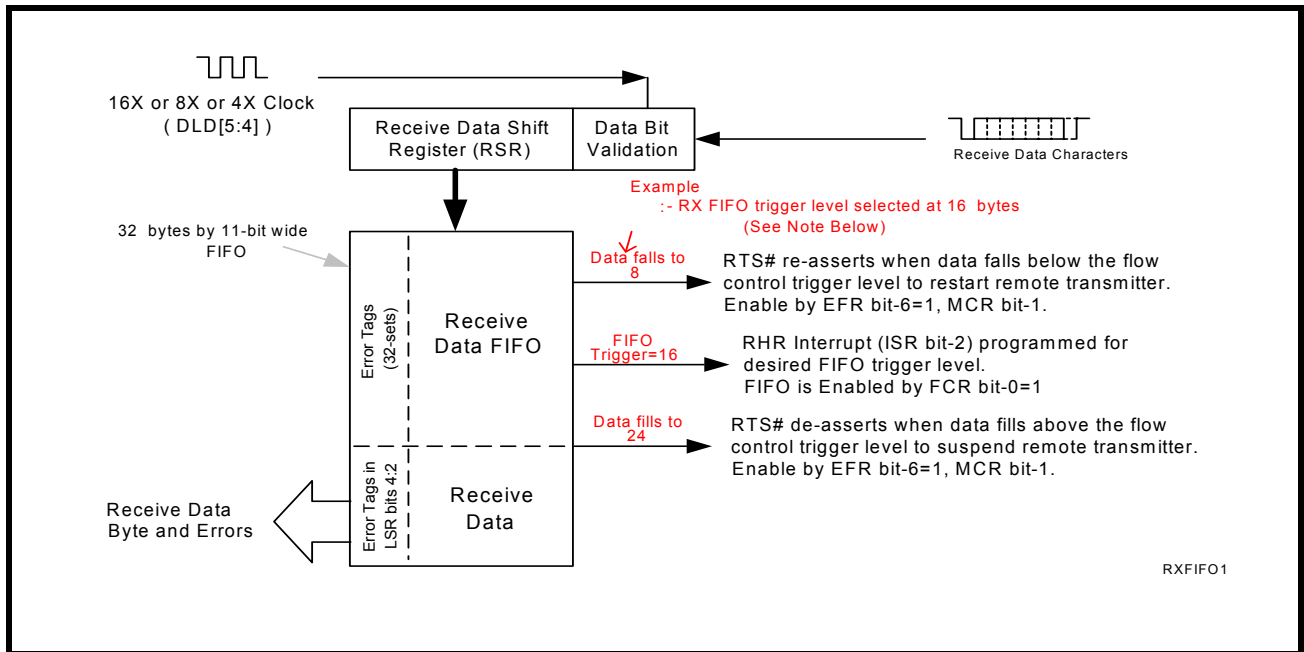 16X or 8X or 4X Clock
( DLD[5:4] )
Receive Data Shift
Register (RSR)
Data Bit
Validation
Receive Data Characters
Example
:- RX FIFO trigger level selected at 16 bytes
(See Note Below)
32 bytes by 11-bit wide
FIFO
Data falls to
8
RTS# re-asserts when data falls below the flow
control trigger level to restart remote transmitter.
Enable by EFR bit-6=1, MCR bit-1.
Error Tags
(32-sets)
Receive
Data FIFO
FIFO
Trigger=16
RHR Interrupt (ISR bit-2) programmed for
desired FIFO trigger level.
FIFO is Enabled by FCR bit-0=1
Data fills to
24
RTS# de-asserts when data fills above the flow
control trigger level to suspend remote transmitter.
Enable by EFR bit-6=1, MCR bit-1.
Error Tags in
LSR bits 4:2
Receive
Data
Receive Data
Byte and Errors
RXFIFO1